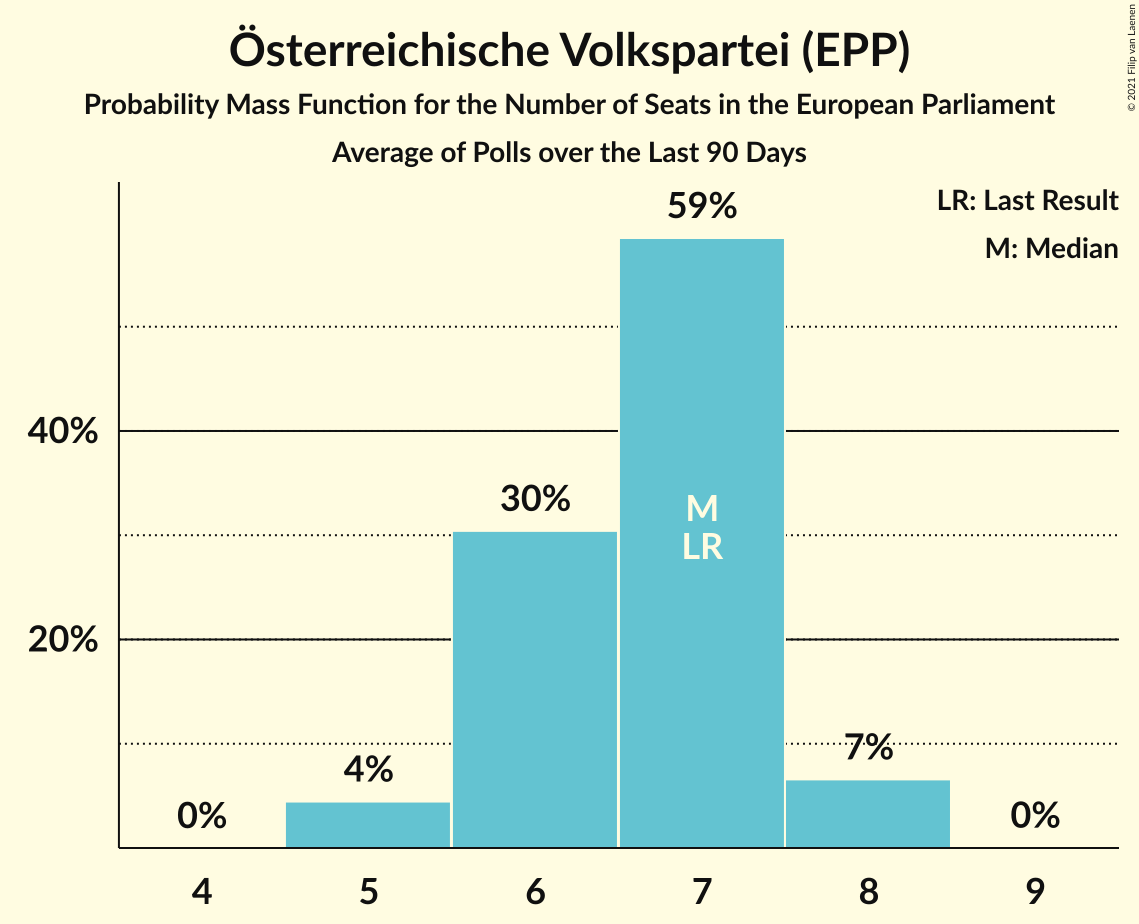 Österreichische Volkspartei (EPP)
Probability Mass Function for the Number of Seats in the European Parliament
Average of Polls over the Last 90 Days
© 2021 Filip van Laenen
LR: Last Result
M: Median
59%
40%
30%
M
LR
20%
7%
4%
0%
0%
4 5 6 7 8 9